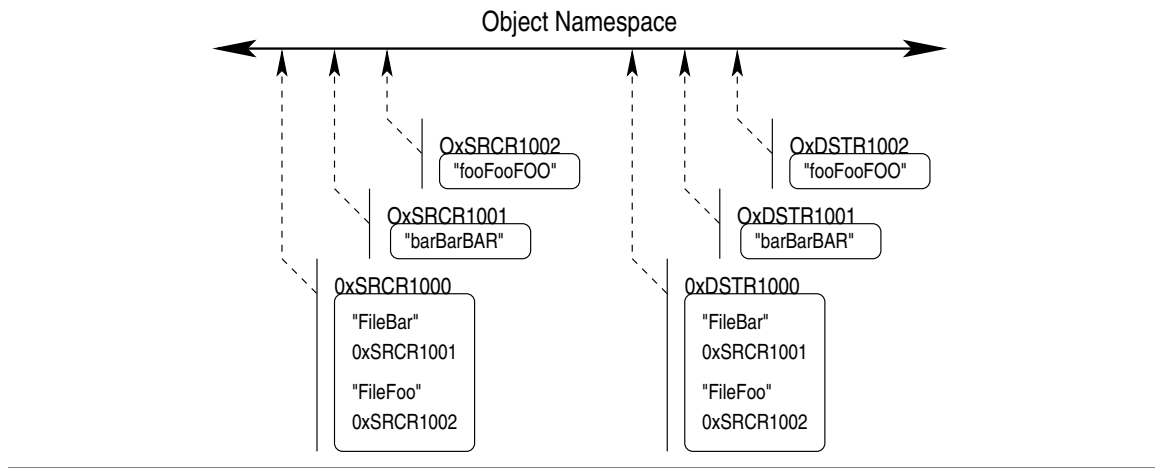 Object Namespace
OxSRCR1002
"fooFooFOO"
OxDSTR1002
"fooFooFOO"
OxSRCR1001
"barBarBAR"
OxDSTR1001
"barBarBAR"
0xSRCR1000
"FileBar"
0xSRCR1001
"FileFoo"
0xSRCR1002
0xDSTR1000
"FileBar"
0xSRCR1001
"FileFoo"
0xSRCR1002